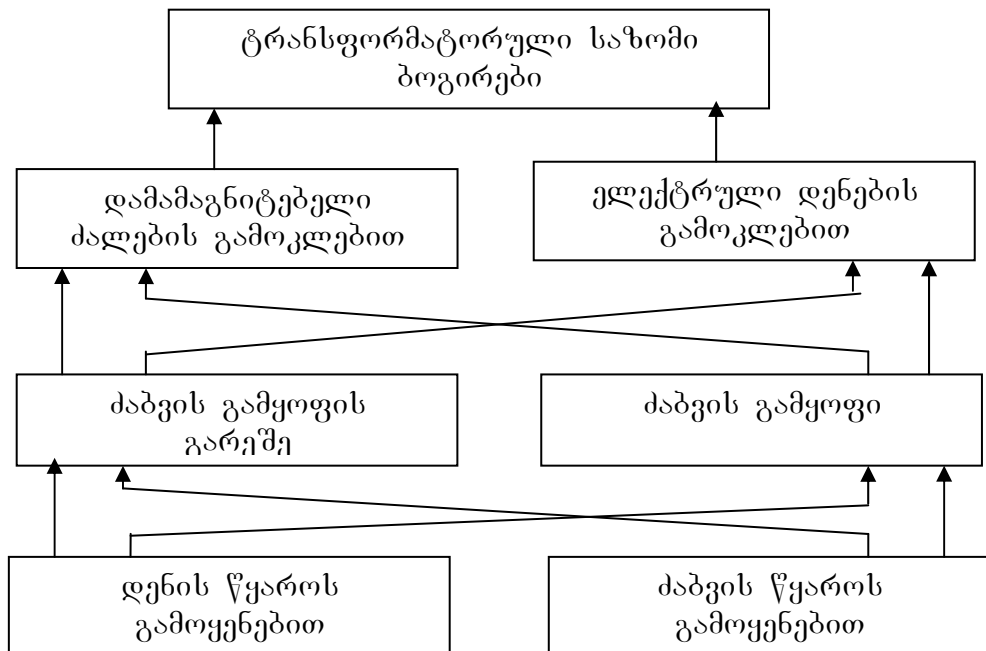 ტრანსფორმატორული საზომი
ბოგირები
დამამაგნიტებელი
ძალების გამოკლებით
ელექტრული დენების
გამოკლებით
ძაბვის გამყოფის
გარეშე
ძაბვის გამყოფი
დენის წყაროს
გამოყენებით
ძაბვის წყაროს
გამოყენებით